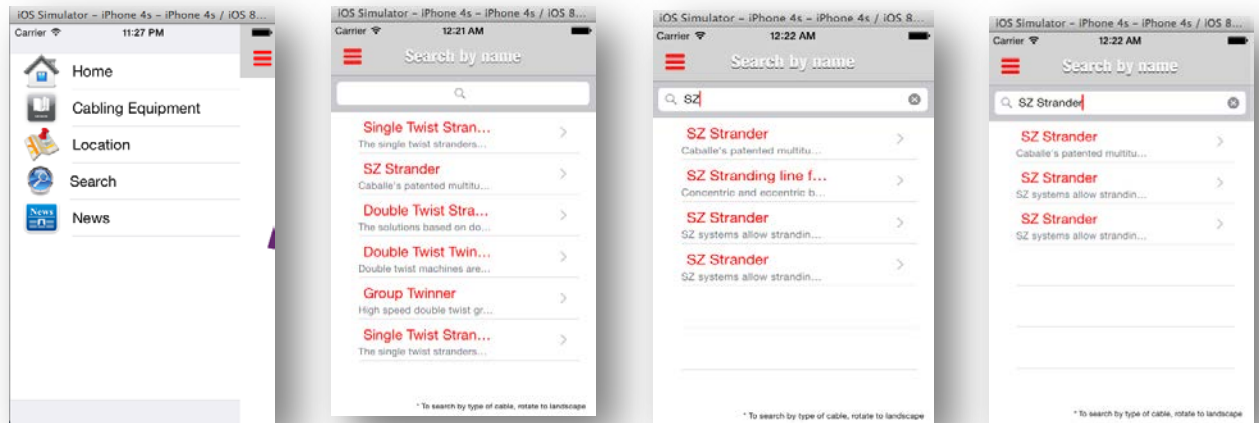 iOS Simulator – iPhone 4s – iPhone 4s / iOS 8...
Carrier 11:27 PM
Home
Cabling Equipment
Location
Search
News
News
iOS Simulator – iPhone 4s – iPhone 4s / iOS 8...
Carrier 12:21 AM
Search by name
Single Twist Stran...
The single twist stranders...
SZ Strander
Caballe's patented multitu...
Double Twist Stra...
The solutions based on do...
Double Twist Twin...
Double twist machines are...
Group Twinner
High speed double twist gr...
Single Twist Stran...
The single twist stranders...
* To search by type of cable, rotate to landscape
iOS Simulator – iPhone 4s – iPhone 4s / iOS 8...
Carrier 12:22 AM
Search by name
SZ
SZ Strander
Caballe's patented multitu...
SZ Stranding line f...
Concentric and eccentric b...
SZ Strander
SZ systems allow strandin...
SZ Strander
SZ systems allow strandin...
* To search by type of cable, rotate to landscape
iOS Simulator – iPhone 4s – iPhone 4s / iOS 8...
Carrier 12:22 AM
Search by name
SZ Strander
SZ Strander
Caballe's patented multitu...
SZ Strander
SZ systems allow strandin...
SZ Strander
SZ systems allow strandin...
* To search by type of cable, rotate to landscape